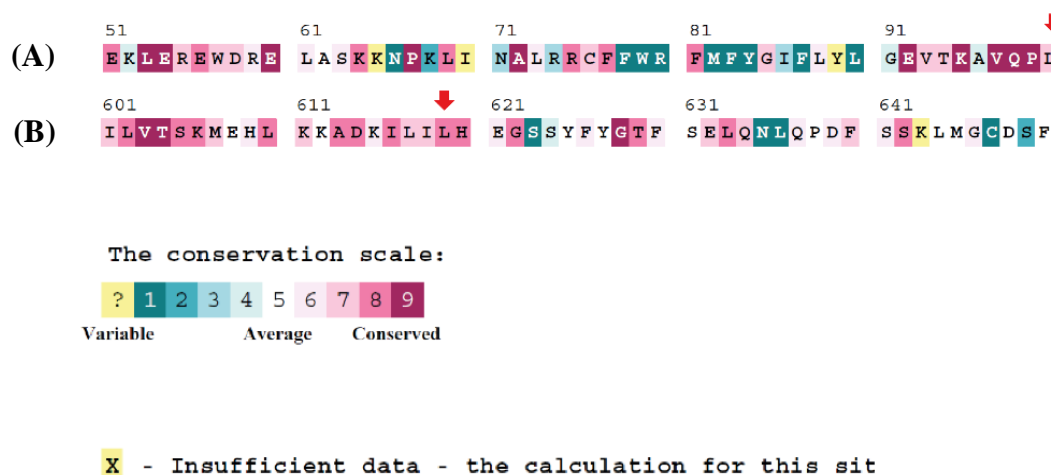 51 61 71 81 91
(A) EKLEREWDRE LASKKNPKLI NALRRCFFWR FMFYGIFLYL GEVTKAVQP
601 611 621 631 641
(B) ILVTSKMEHL KKADKILILH EGSSYFYGTF SELQNLQPDF SSKLMGCDSF
The conservation scale:
? 1 2 3 4 5 6 7 8 9
Variable Average Conserved
X - Insufficient data - the calculation for this sit